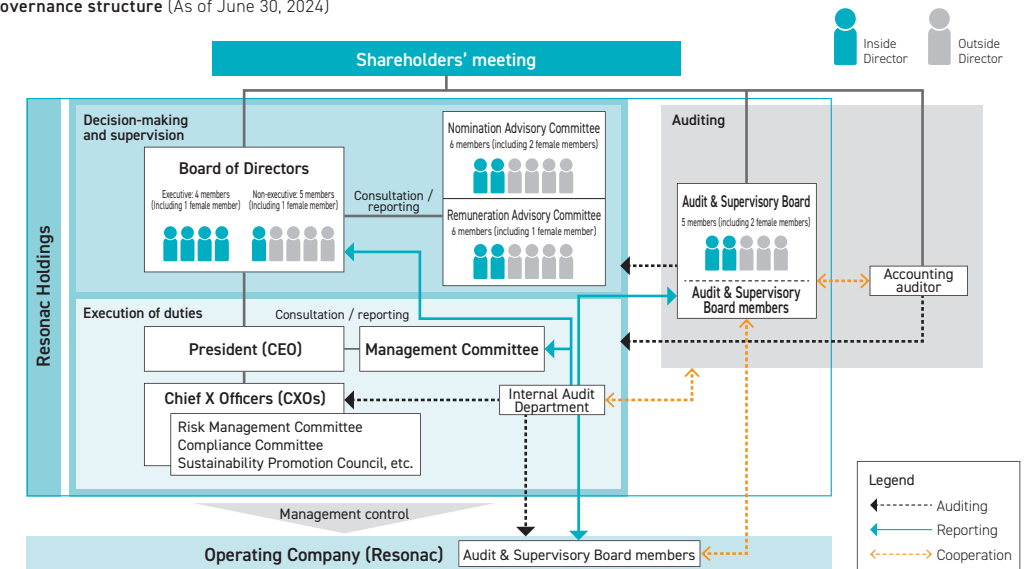 overnance structure (As of June 30, 2024)
Inside
Director
Outside
Director
Shareholders' meeting
Resonac Holdings
Decision-making
and supervision
Board of Directors
Executive: 4 members
(Including 1 female member)
Non-executive: 5 members
(Including 1 female member)
Consultation /
reporting
Nomination Advisory Committee
6 members (including 2 female members)
Remuneration Advisory Committee
6 members (including 1 female member)
Auditing
Audit & Supervisory Board
5 members (including 2 female members)
Audit & Supervisory
Board members
Accounting
auditor
Execution of duties
Consultation / reporting
President (CEO)
Management Committee
Chief X Officers (CXOs)
Risk Management Committee
Compliance Committee
Sustainability Promotion Council, etc.
Internal Audit
Department
Management control
Operating Company (Resonac)
Audit & Supervisory Board members
Legend
Auditing
Reporting
Cooperation